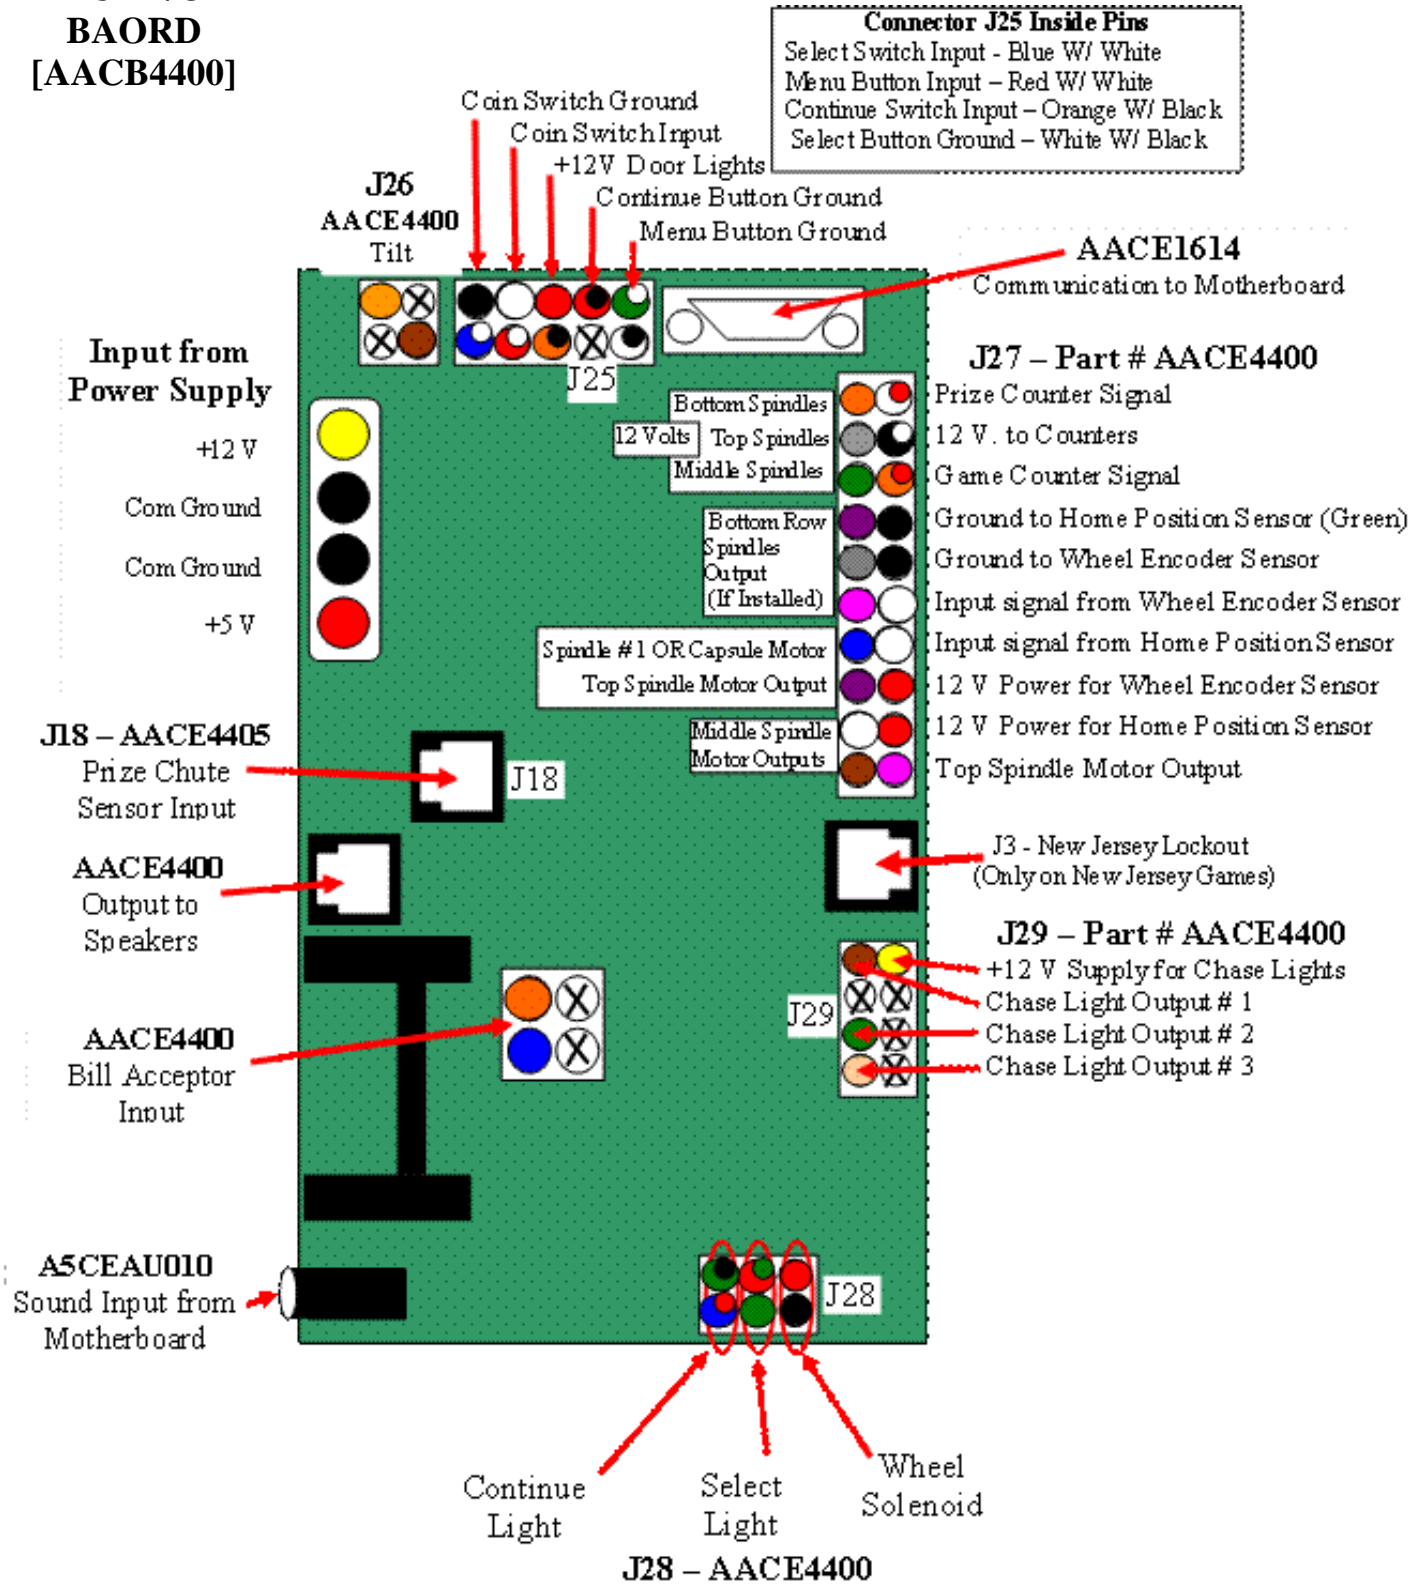 BAORD
[AACB4400]
Connector J25 Inside Pins
Select Switch Input - Blue W/ White
Menu Button Input – Red W/ White
Continue Switch Input – Orange W/ Black
Select Button Ground – White W/ Black
Coin Switch Ground
Coin Switch Input
+12V Door Lights
Continue Button Ground
Menu Button Ground
J26
AACE4400
Tilt
J25
AACE1614
Communication to Motherboard
Input from
Power Supply
+12 V
Com Ground
Com Ground
+5 V
J27 – Part # AACE4400
Prize Counter Signal
12 V. to Counters
Game Counter Signal
Ground to Home Position Sensor (Green)
Ground to Wheel Encoder Sensor
Input signal from Wheel Encoder Sensor
Input signal from Home Position Sensor
12 V Power for Wheel Encoder Sensor
12 V Power for Home Position Sensor
Top Spindle Motor Output
Bottom Spindles
12 Volts
Top Spindles
Middle Spindles
Bottom Row
Spindles
Output
(If Installed)
Spindle # 1 OR Capsule Motor
Top Spindle Motor Output
Middle Spindle
Motor Outputs
J18 – AACE4405
Prize Chute
Sensor Input
J18
AACE4400
Output to
Speakers
J3 - New Jersey Lockout
(Only on New Jersey Games)
J29 – Part # AACE4400
+12 V Supply for Chase Lights
Chase Light Output # 1
Chase Light Output # 2
Chase Light Output # 3
J29
AACE4400
Bill Acceptor
Input
A5CEAU010
Sound Input from
Motherboard
J28
Continue
Light
Select
Light
Wheel
Solenoid
J28 – AACE4400